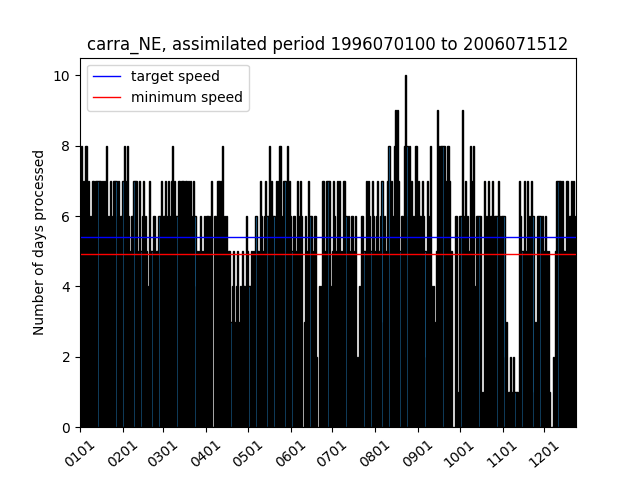 carra_NE, assimilated period 1996070100 to 2006071512
target speed
minimum speed
Number of days processed
10
8
6
4
2
0
0101 0201 0301 0401 0501 0601 0701 0801 0901 1001 1101 1201